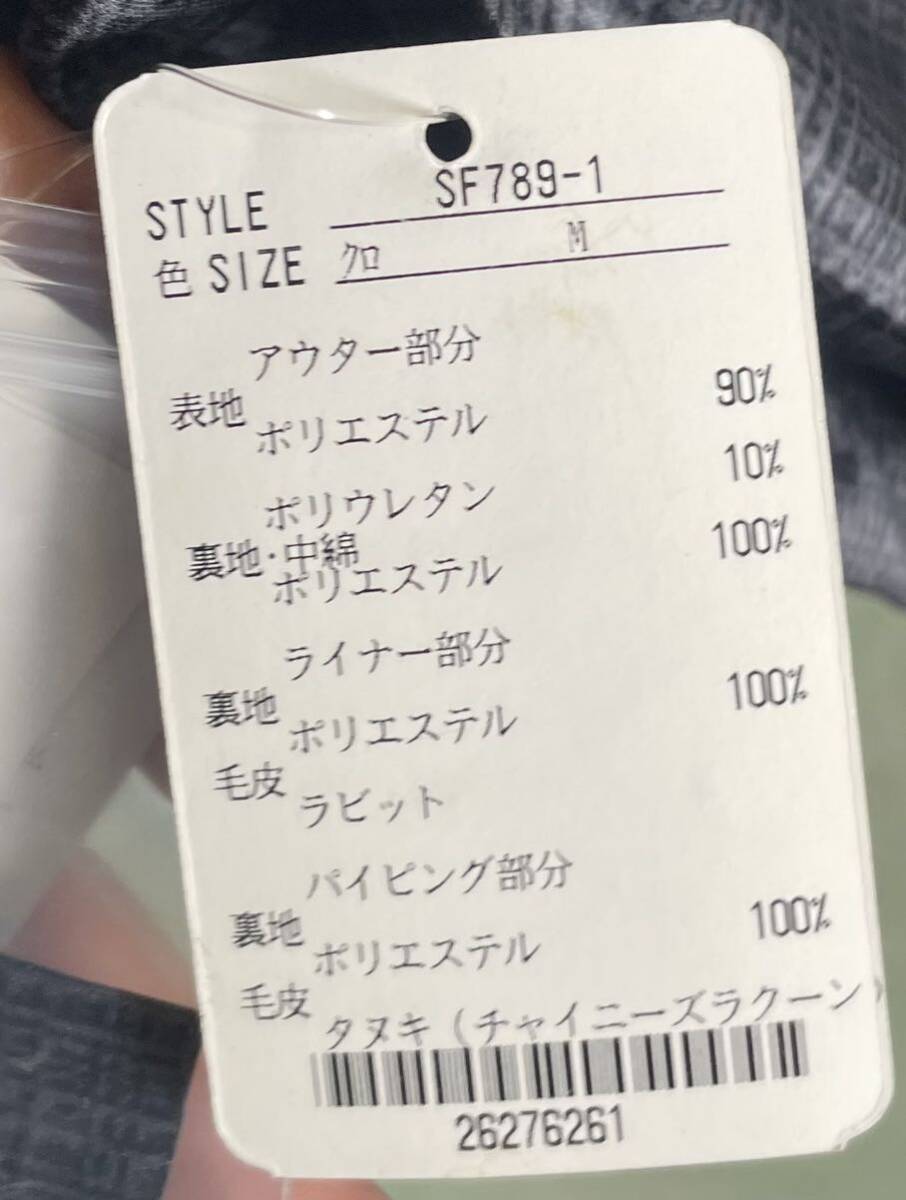 STYLE SF789-1
色 SIZE クロ M
アウター部分
表地 ポリエステル 90%
ポリウレタン 10%
裏地・中綿 ポリエステル 100%
ライナー部分
裏地 ポリエステル 100%
毛皮 ラビット
パイピング部分
裏地 ポリエステル 100%
毛皮 タヌキ(チャイニーズラクーン)
26276261